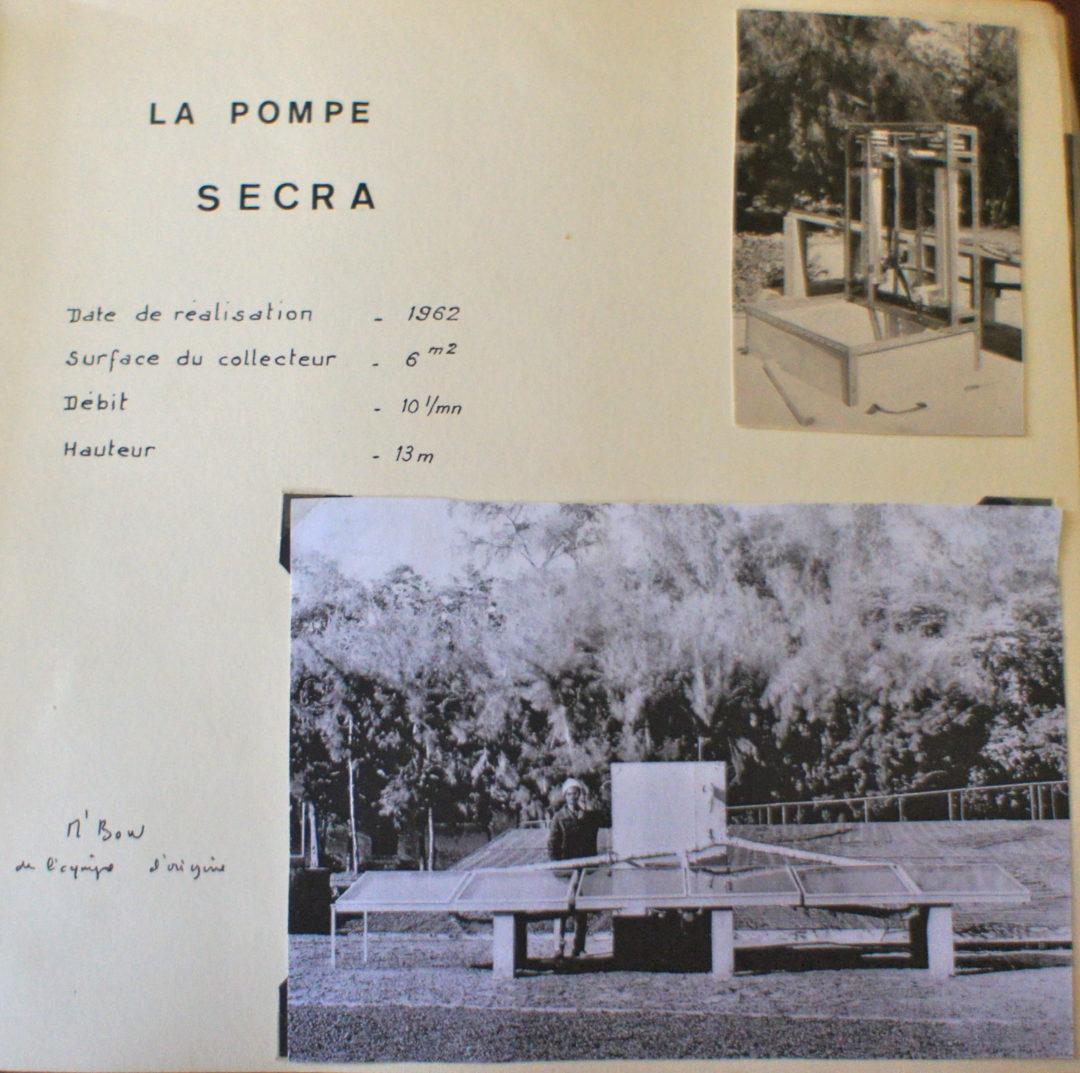 LA POMPE
SECRA
Date de réalisation - 1962
Surface du collecteur - 6 m2
Débit - 10 l/mn
Hauteur - 13 m
M' Bow
de l'équipe d'origine